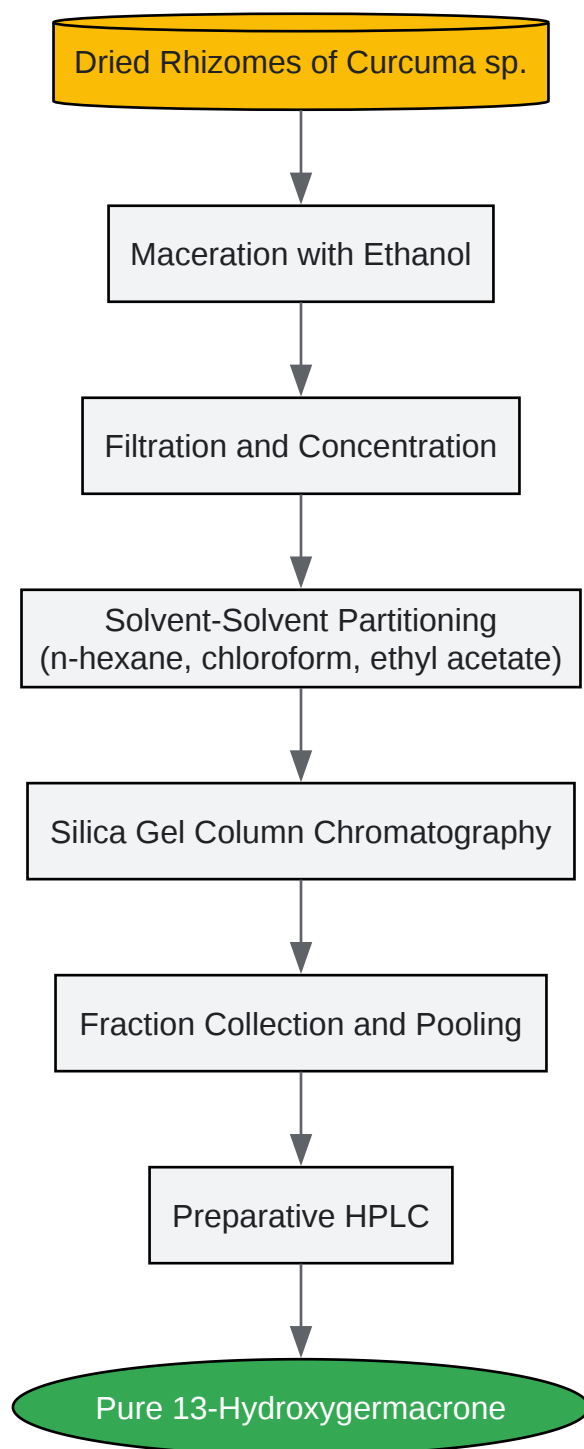 Dried Rhizomes of Curcuma sp.
Maceration with Ethanol
Filtration and Concentration
Solvent-Solvent Partitioning
(n-hexane, chloroform, ethyl acetate)
Silica Gel Column Chromatography
Fraction Collection and Pooling
Preparative HPLC
Pure 13-Hydroxygermacrone